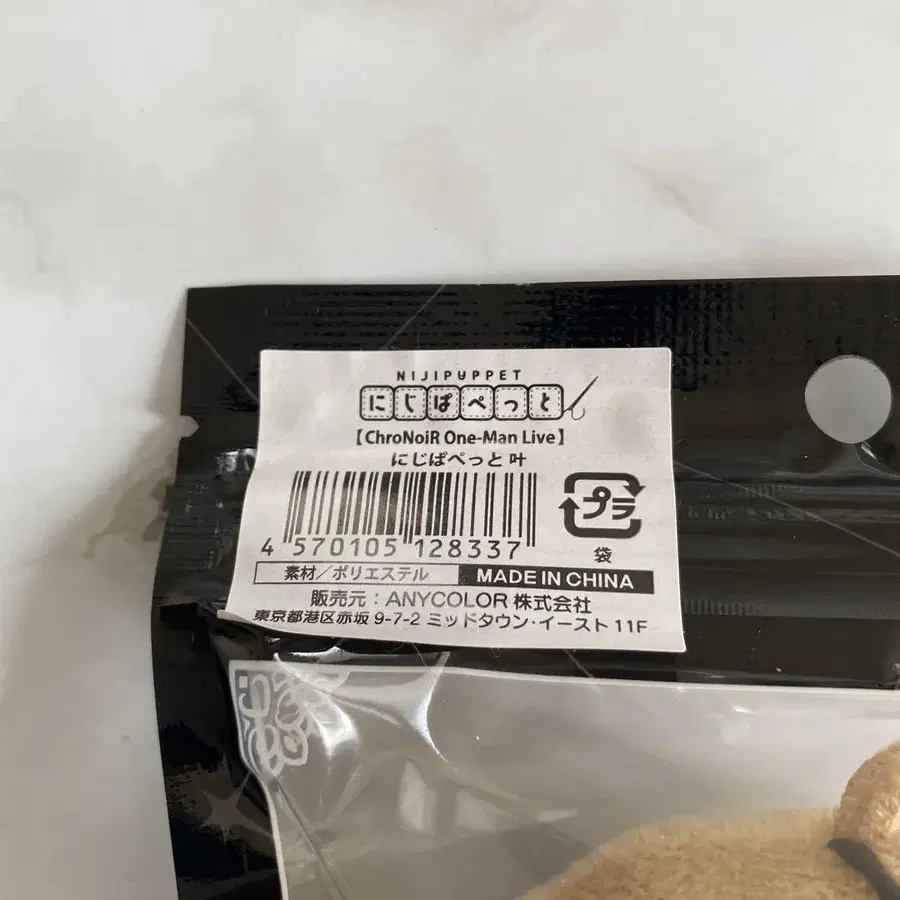 NIJIPUPPET
にじぱぺっと
【ChroNoiR One-Man Live】
にじぱぺっと 叶
プラ
袋
4 570105 128337
素材/ポリエステル
MADE IN CHINA
販売元：ANYCOLOR 株式会社
東京都港区赤坂 9-7-2 ミッドタウン・イースト 11F